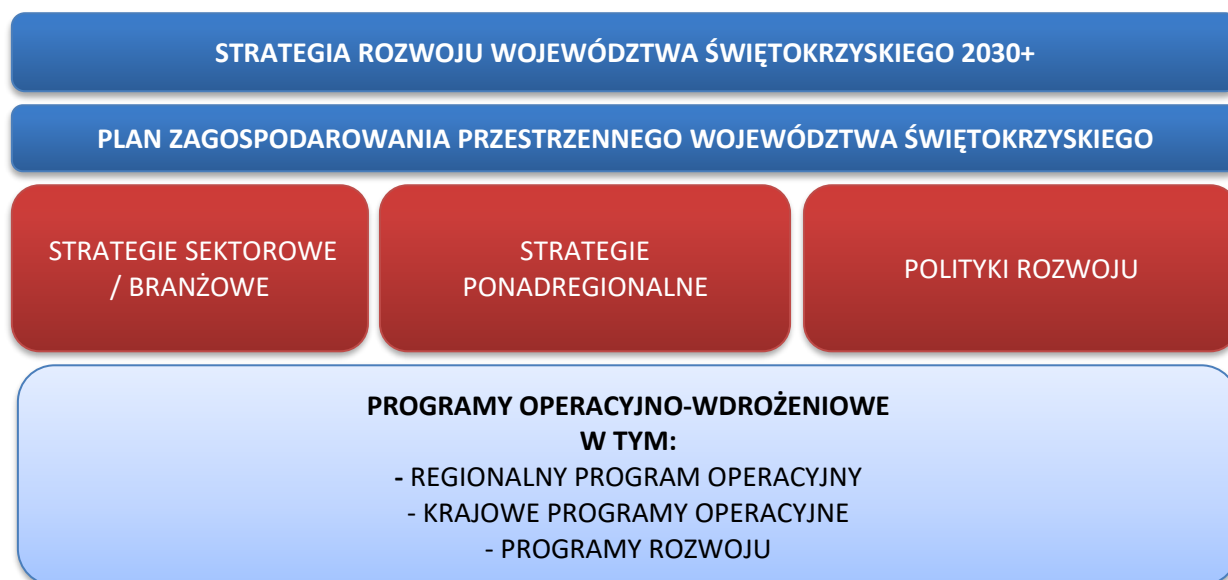 STRATEGIA ROZWOJU WOJEWÓDZTWA ŚWIĘTOKRZYSKIEGO 2030+
PLAN ZAGOSPODAROWANIA PRZESTRZENNEGO WOJEWÓDZTWA ŚWIĘTOKRZYSKIEGO
STRATEGIE SEKTOROWE
/ BRANŻOWE
STRATEGIE
PONADREGIONALNE
POLITYKI ROZWOJU
PROGRAMY OPERACYJNO-WDROŻENIOWE
W TYM:
- REGIONALNY PROGRAM OPERACYJNY
- KRAJOWE PROGRAMY OPERACYJNE
- PROGRAMY ROZWOJU